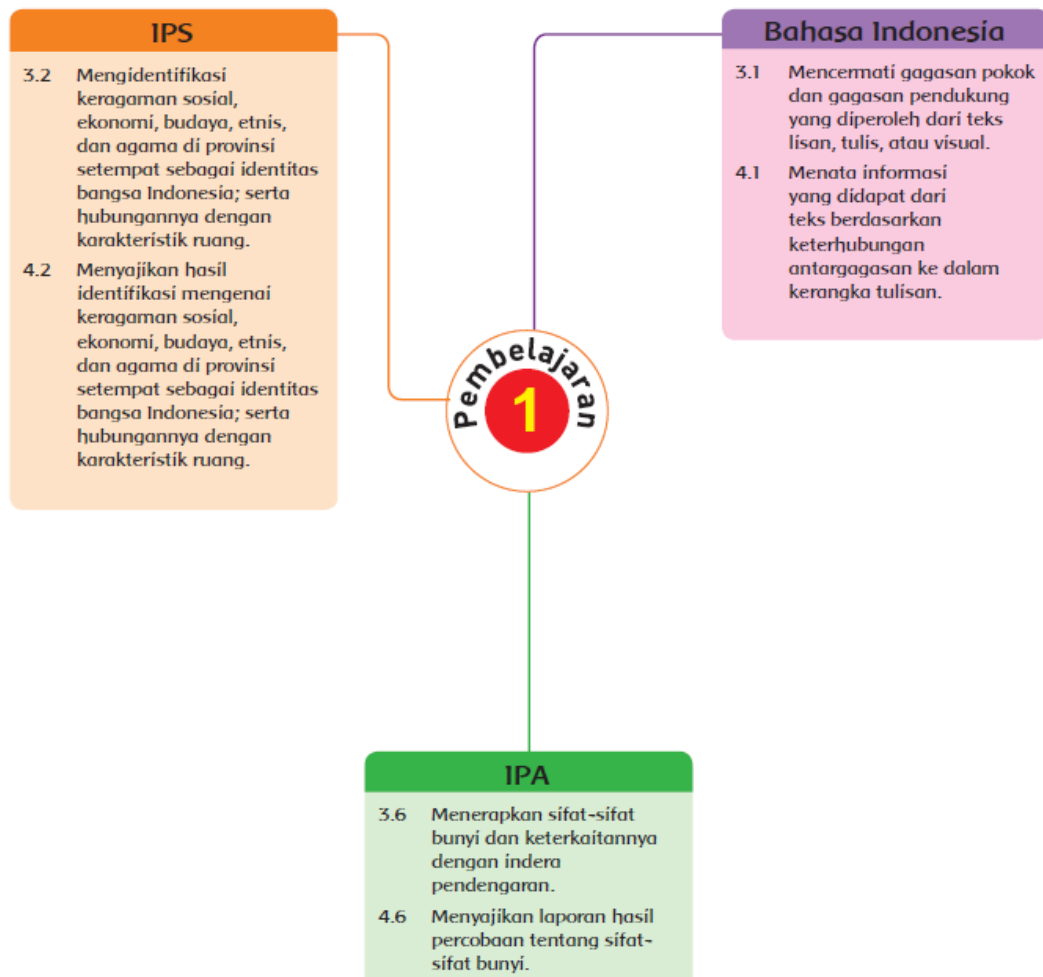 IPS
3.2 Mengidentifikasi
keragaman sosial,
ekonomi, budaya, etnis,
dan agama di provinsi
setempat sebagai identitas
bangsa Indonesia; serta
hubungannya dengan
karakteristik ruang.
4.2 Menyajikan hasil
identifikasi mengenai
keragaman sosial,
ekonomi, budaya, etnis,
dan agama di provinsi
setempat sebagai identitas
bangsa Indonesia; serta
hubungannya dengan
karakteristik ruang.
Bahasa Indonesia
3.1 Mencermati gagasan pokok
dan gagasan pendukung
yang diperoleh dari teks
lisan, tulis, atau visual.
4.1 Menata informasi
yang didapat dari
teks berdasarkan
keterhubungan
antargagasan ke dalam
kerangka tulisan.
Pembelajaran
1
IPA
3.6 Menerapkan sifat-sifat
bunyi dan keterkaitannya
dengan indera
pendengaran.
4.6 Menyajikan laporan hasil
percobaan tentang sifat-
sifat bunyi.